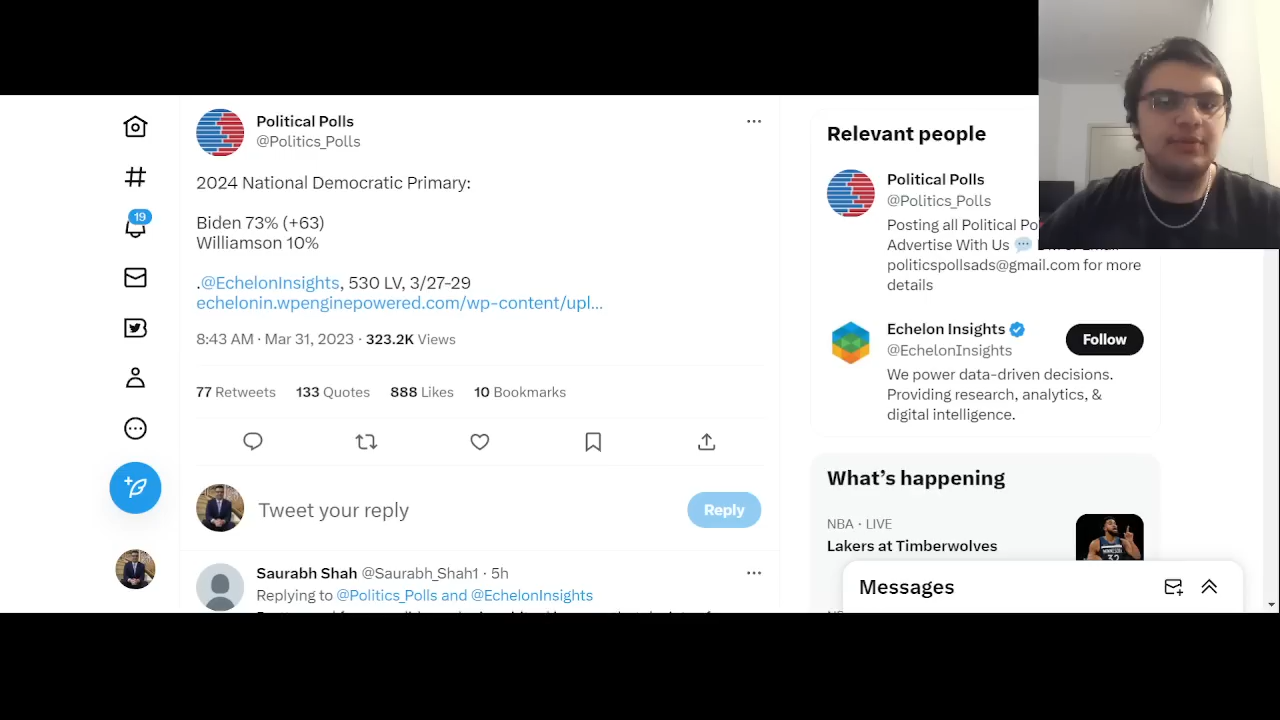 Political Polls
@Politics_Polls
2024 National Democratic Primary:
Biden 73% (+63)
Williamson 10%
.@EchelonInsights, 530 LV, 3/27-29
echelonin.wpenginepowered.com/wp-content/upl...
8:43 AM · Mar 31, 2023 · 323.2K Views
77 Retweets 133 Quotes 888 Likes 10 Bookmarks
Tweet your reply
Reply
Saurabh Shah @Saurabh_Shah1 · 5h
Replying to @Politics_Polls and @EchelonInsights
19
Relevant people
Political Polls
@Politics_Polls
Posting all Political Po
Advertise With Us
politicspollsads@gmail.com for more
details
Echelon Insights
@EchelonInsights
Follow
We power data-driven decisions.
Providing research, analytics, &
digital intelligence.
What's happening
NBA · LIVE
Lakers at Timberwolves
32
Messages